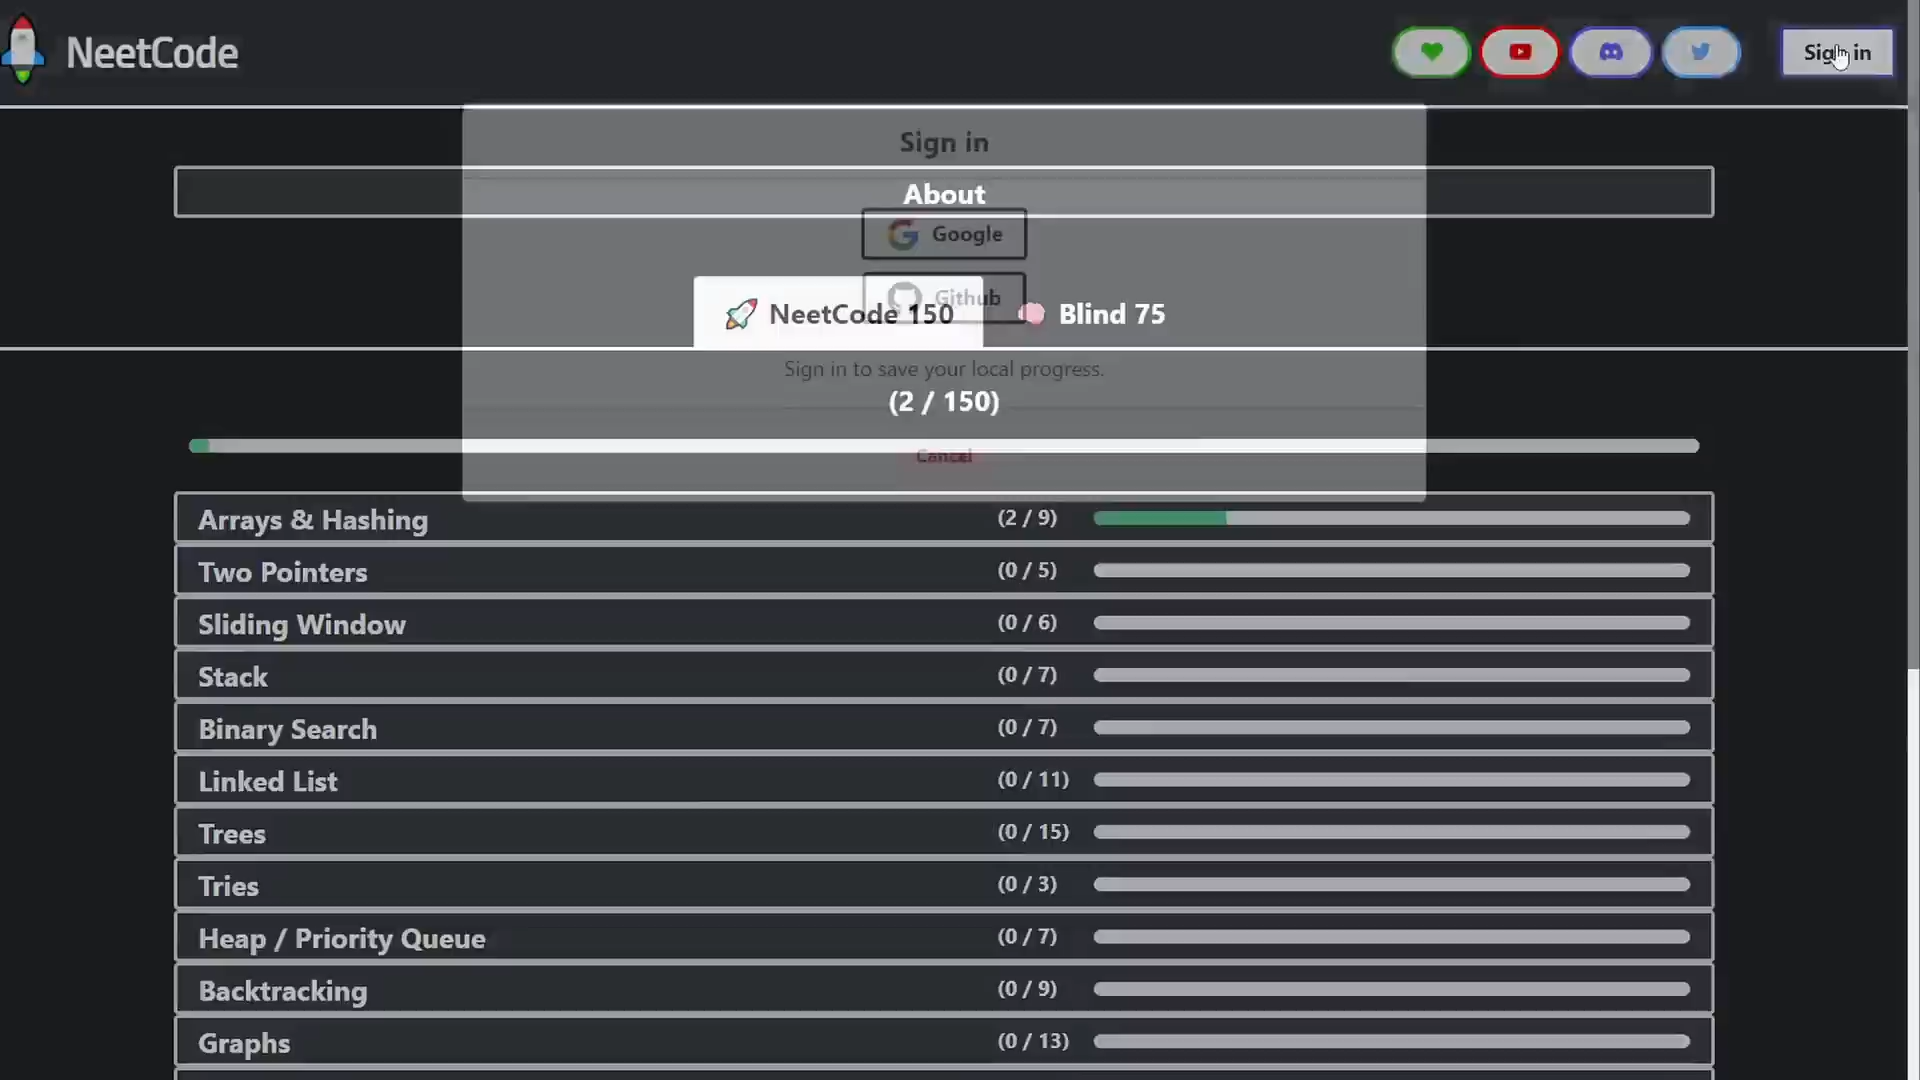 NeetCode
Sign in
Sign in
About
Google
Github
NeetCode 150
Blind 75
Sign in to save your local progress.
(2 / 150)
Cancel
Arrays & Hashing (2 / 9)
Two Pointers (0 / 5)
Sliding Window (0 / 6)
Stack (0 / 7)
Binary Search (0 / 7)
Linked List (0 / 11)
Trees (0 / 15)
Tries (0 / 3)
Heap / Priority Queue (0 / 7)
Backtracking (0 / 9)
Graphs (0 / 13)